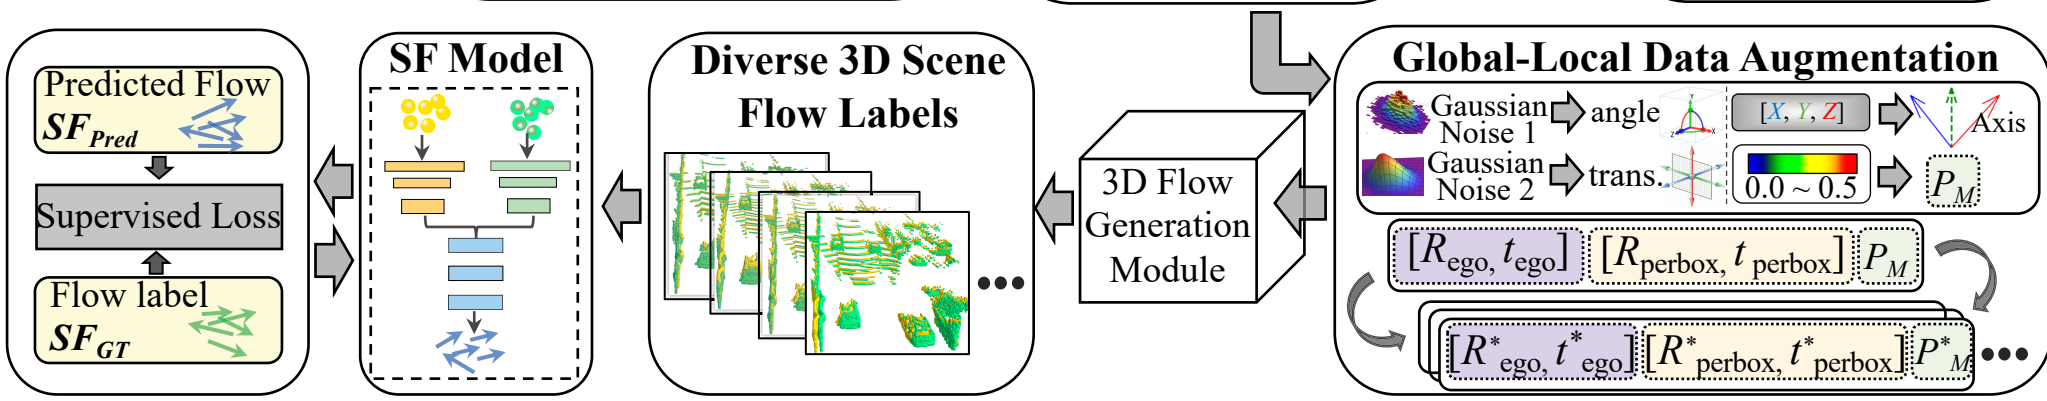 Predicted Flow
SF_Pred
Supervised Loss
Flow label
SF_GT
SF Model
Diverse 3D Scene
Flow Labels
...
3D Flow
Generation
Module
Global-Local Data Augmentation
Gaussian
Noise 1
angle
Y
Z
X
[X, Y, Z]
Axis
Gaussian
Noise 2
trans.
0.0 ~ 0.5
P_M
[R_ego, t_ego] [R_perbox, t_perbox] P_M
[R*_ego, t*_ego] [R*_perbox, t*_perbox] P*_M ...